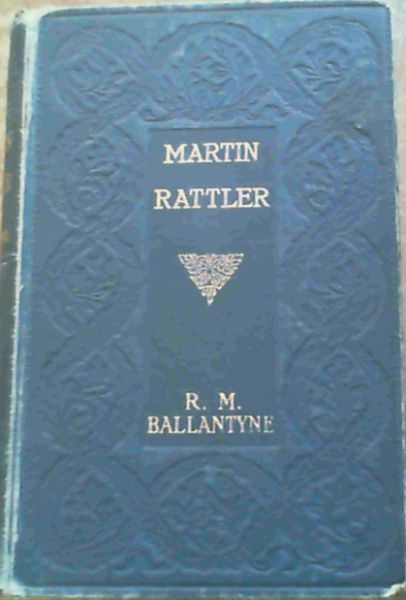 MARTIN
RATTLER
R. M.
BALLANTYNE